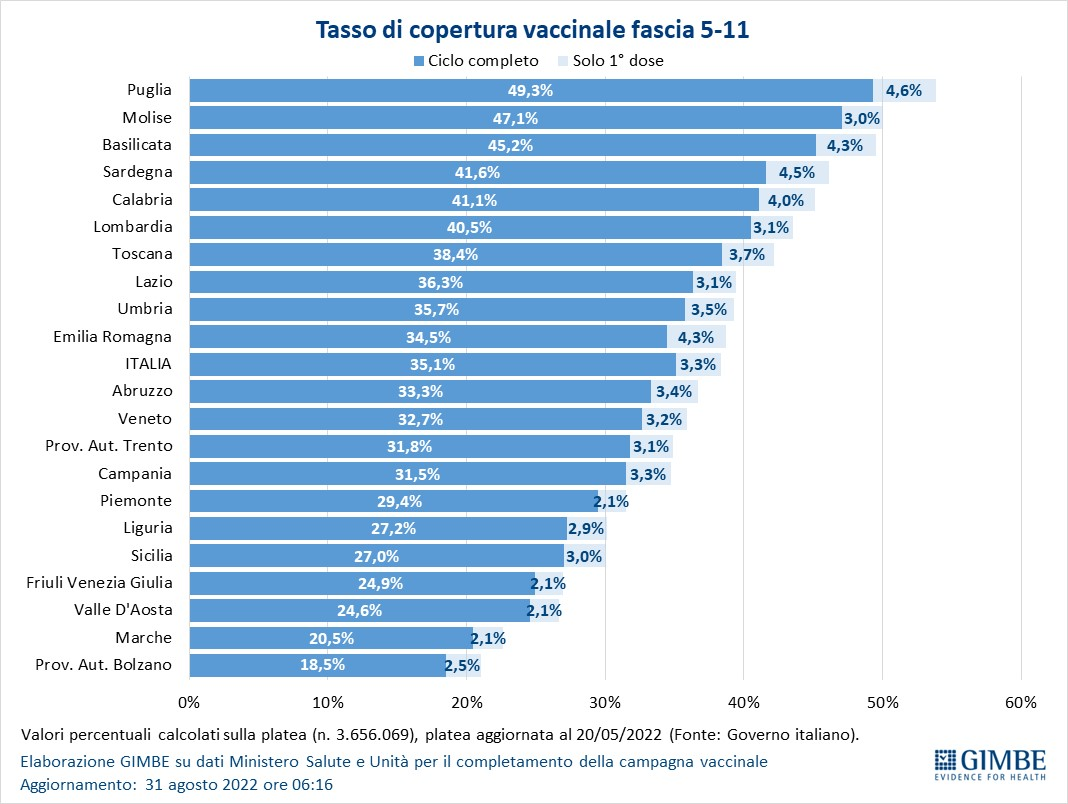 Tasso di copertura vaccinale fascia 5-11
Ciclo completo Solo 1° dose
Puglia 49,3% 4,6%
Molise 47,1% 3,0%
Basilicata 45,2% 4,3%
Sardegna 41,6% 4,5%
Calabria 41,1% 4,0%
Lombardia 40,5% 3,1%
Toscana 38,4% 3,7%
Lazio 36,3% 3,1%
Umbria 35,7% 3,5%
Emilia Romagna 34,5% 4,3%
ITALIA 35,1% 3,3%
Abruzzo 33,3% 3,4%
Veneto 32,7% 3,2%
Prov. Aut. Trento 31,8% 3,1%
Campania 31,5% 3,3%
Piemonte 29,4% 2,1%
Liguria 27,2% 2,9%
Sicilia 27,0% 3,0%
Friuli Venezia Giulia 24,9% 2,1%
Valle D'Aosta 24,6% 2,1%
Marche 20,5% 2,1%
Prov. Aut. Bolzano 18,5% 2,5%
0% 10% 20% 30% 40% 50% 60%
Valori percentuali calcolati sulla platea (n. 3.656.069), platea aggiornata al 20/05/2022 (Fonte: Governo italiano).
Elaborazione GIMBE su dati Ministero Salute e Unità per il completamento della campagna vaccinale
Aggiornamento: 31 agosto 2022 ore 06:16
GIMBE
EVIDENCE FOR HEALTH